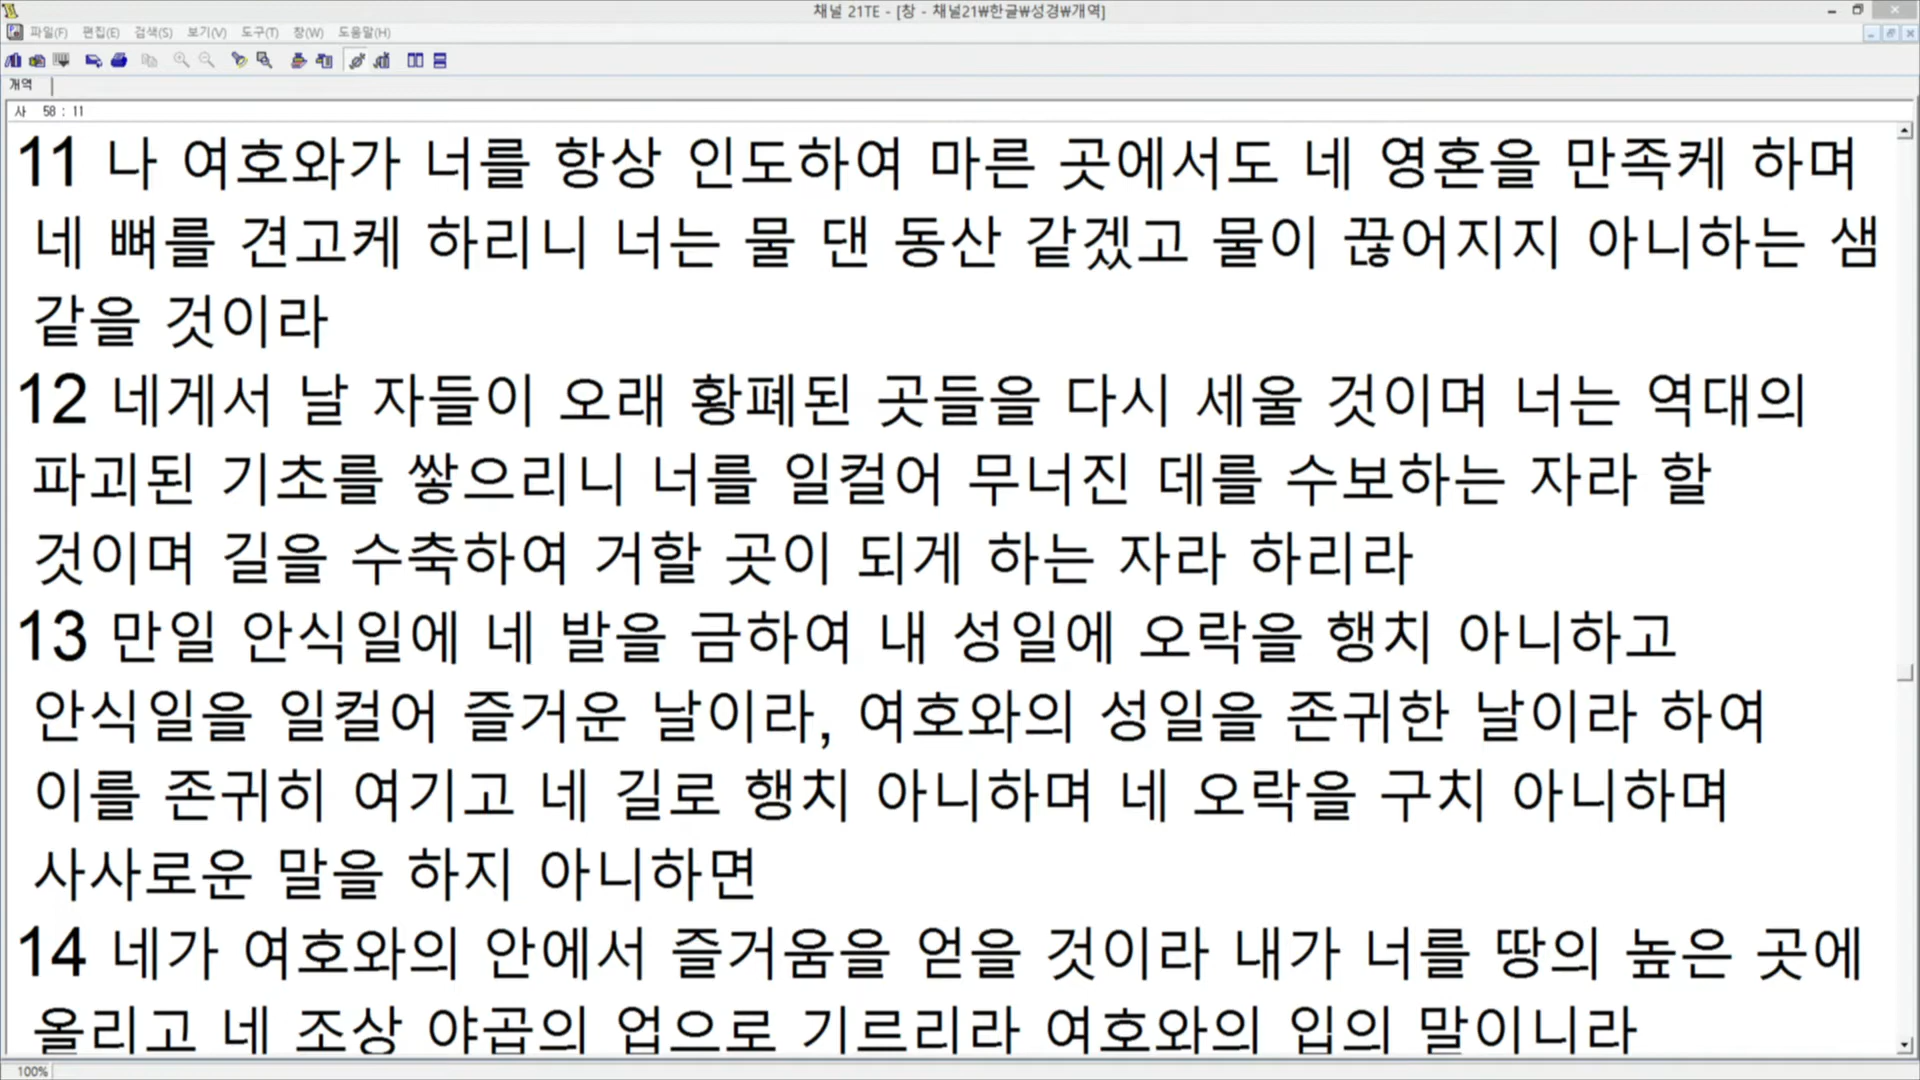 채널 21TE - [창 - 채널21₩한글₩성경₩개역]
파일(F) 편집(E) 검색(S) 보기(V) 도구(T) 창(W) 도움말(H)
개역
사 58 : 11
11 나 여호와가 너를 항상 인도하여 마른 곳에서도 네 영혼을 만족케 하며
네 뼈를 견고케 하리니 너는 물 댄 동산 같겠고 물이 끊어지지 아니하는 샘
같을 것이라
12 네게서 날 자들이 오래 황폐된 곳들을 다시 세울 것이며 너는 역대의
파괴된 기초를 쌓으리니 너를 일컬어 무너진 데를 수보하는 자라 할
것이며 길을 수축하여 거할 곳이 되게 하는 자라 하리라
13 만일 안식일에 네 발을 금하여 내 성일에 오락을 행치 아니하고
안식일을 일컬어 즐거운 날이라, 여호와의 성일을 존귀한 날이라 하여
이를 존귀히 여기고 네 길로 행치 아니하며 네 오락을 구치 아니하며
사사로운 말을 하지 아니하면
14 네가 여호와의 안에서 즐거움을 얻을 것이라 내가 너를 땅의 높은 곳에
올리고 네 조상 야곱의 업으로 기르리라 여호와의 입의 말이니라
100%